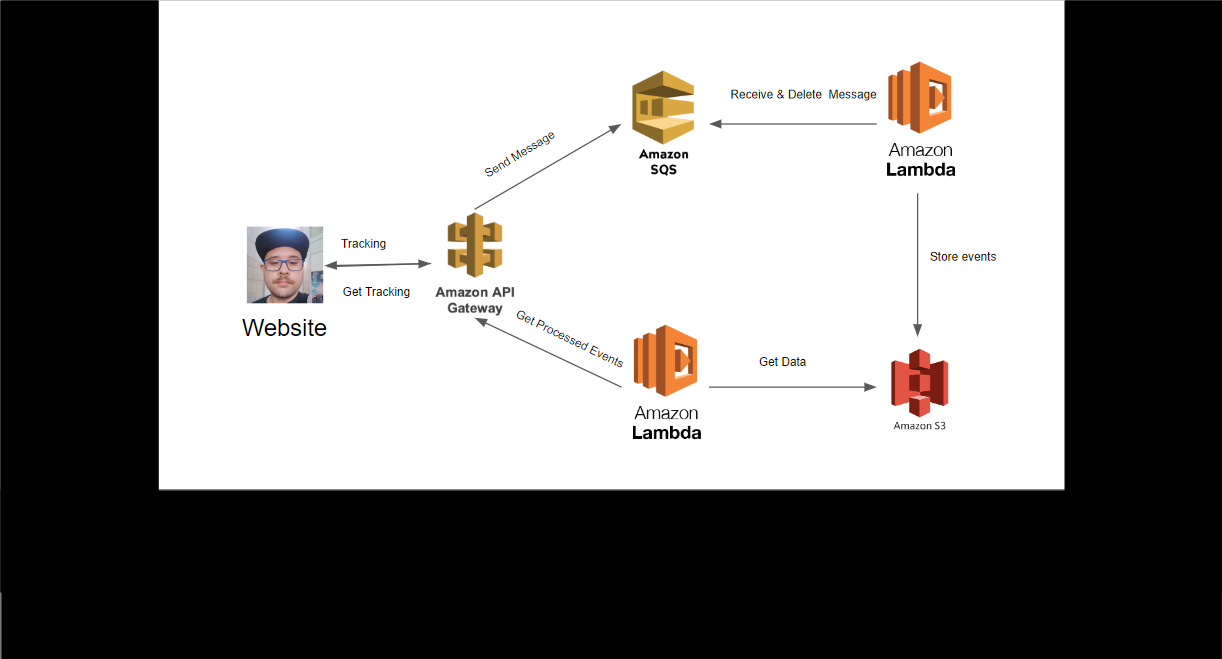 Receive & Delete  Message
Amazon
SQS
Amazon
Lambda
Send Message
Tracking
Get Tracking
Website
Amazon API
Gateway
Store events
Get Processed Events
Get Data
Amazon
Lambda
Amazon S3